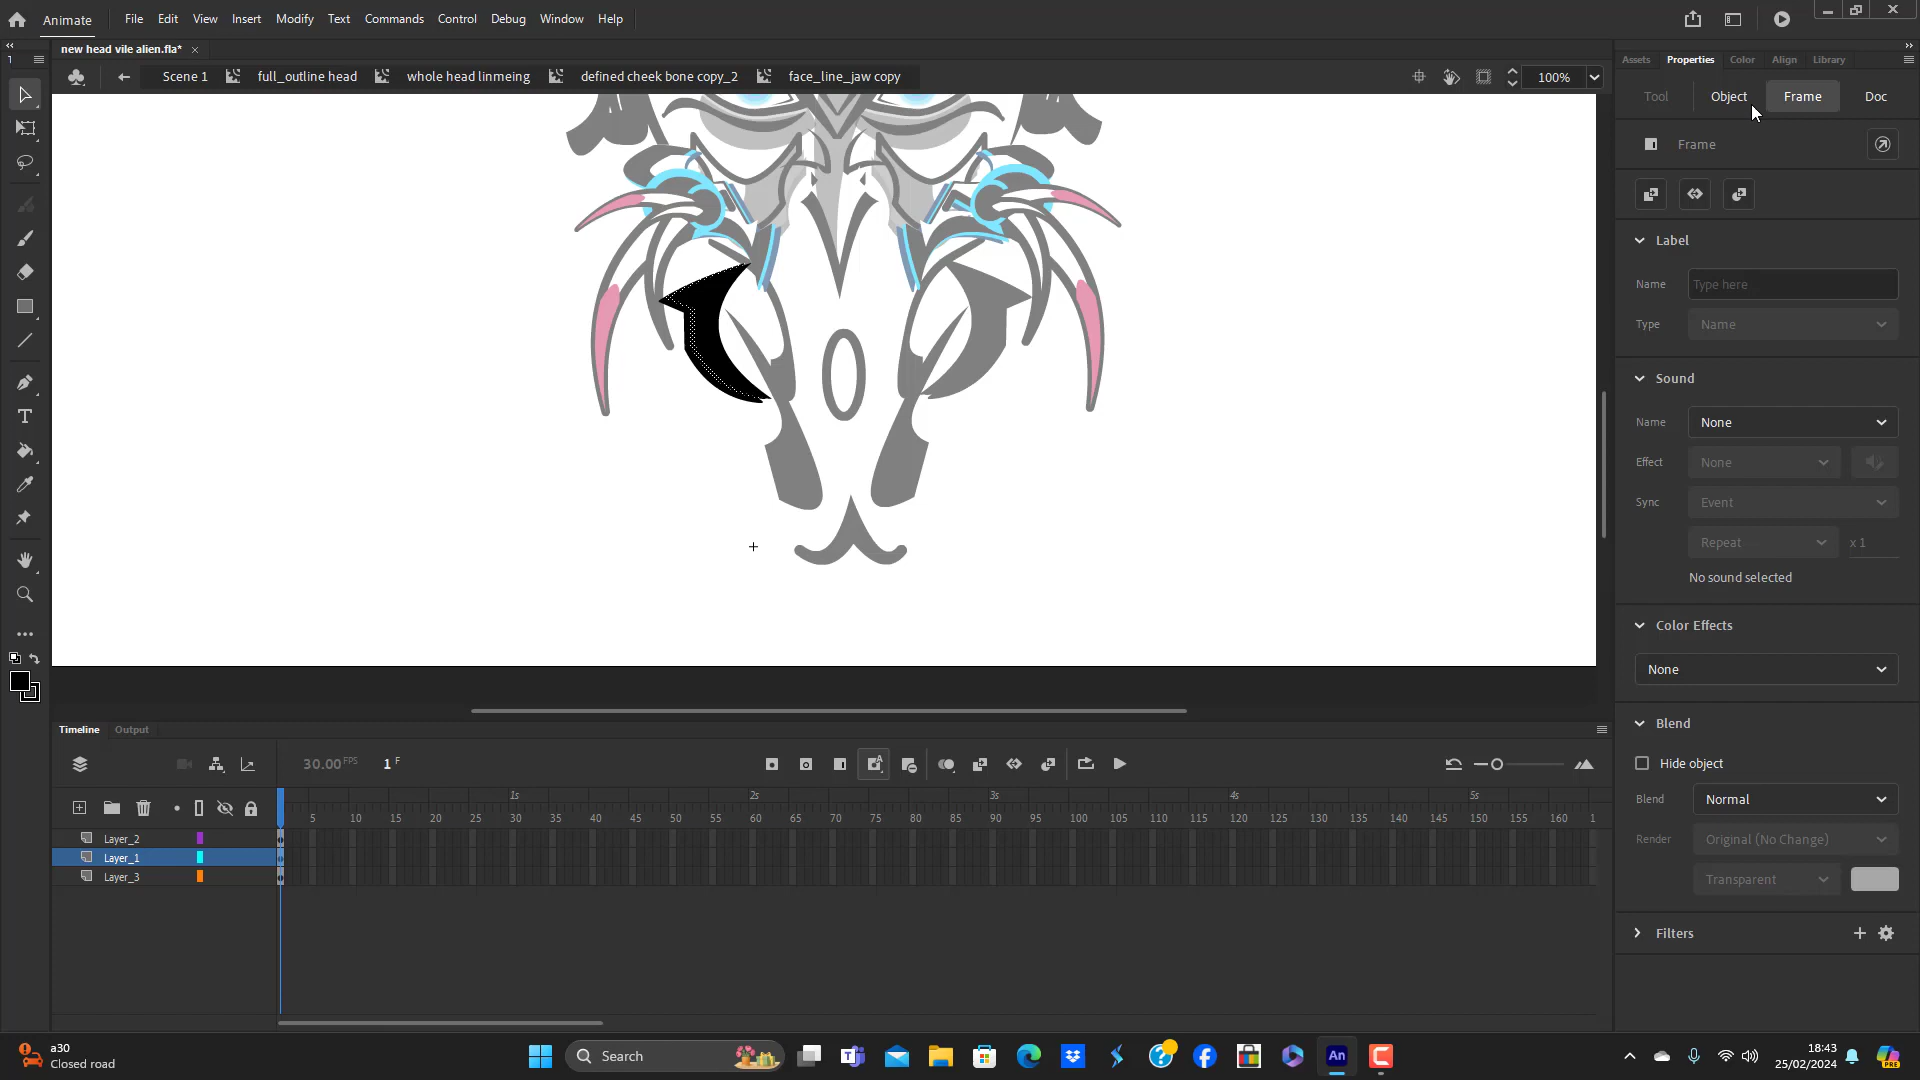 Animate File Edit View Insert Modify Text Commands Control Debug Window Help
new head vile alien.fla*
Scene 1 full_outline head whole head linmeing defined cheek bone copy_2 face_line_jaw copy 100%
Assets Properties Color Align Library
Tool Object Frame Doc
Frame
Label
Name Type here
Type Name
Sound
Name None
Effect None
Sync Event
Repeat x 1
No sound selected
Color Effects
None
Blend
Hide object
Blend Normal
Render Original (No Change)
Transparent
Filters
Timeline Output
30.00 FPS 1 F
1s 2s 3s 4s 5s
5 10 15 20 25 30 35 40 45 50 55 60 65 70 75 80 85 90 95 100 105 110 115 120 125 130 135 140 145 150 155 160 1
Layer_2
Layer_1
Layer_3
a30
Closed road
Search
An
18:43
25/02/2024
PRE